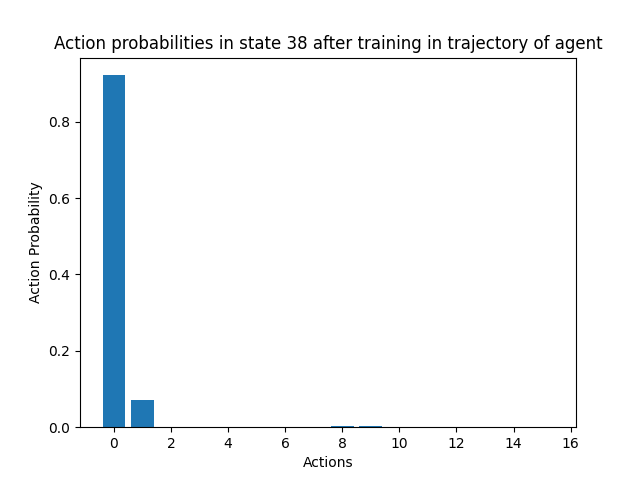 Action probabilities in state 38 after training in trajectory of agent
Action Probability
0.8
0.6
0.4
0.2
0.0
0 2 4 6 8 10 12 14 16
Actions